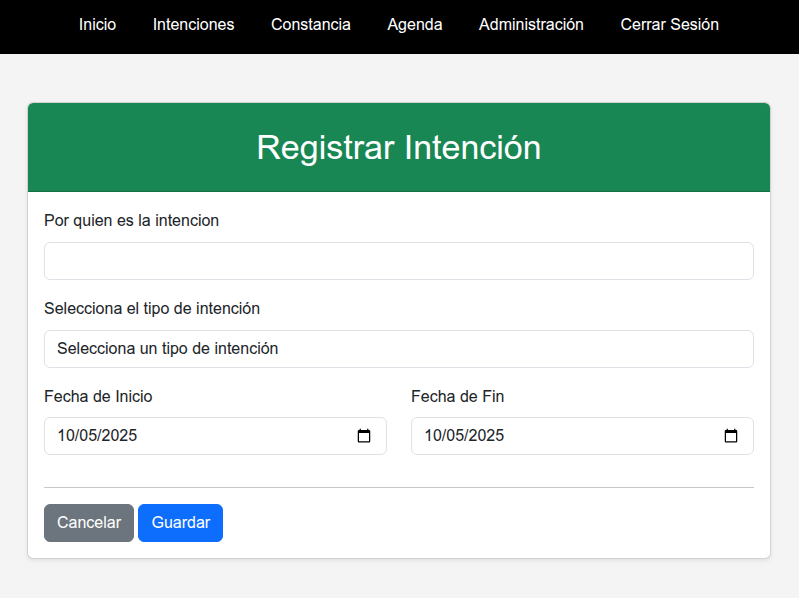 Inicio Intenciones Constancia Agenda Administración Cerrar Sesión
Registrar Intención
Por quien es la intencion
Selecciona el tipo de intención
Selecciona un tipo de intención
Fecha de Inicio Fecha de Fin
10/05/2025 10/05/2025
Cancelar Guardar